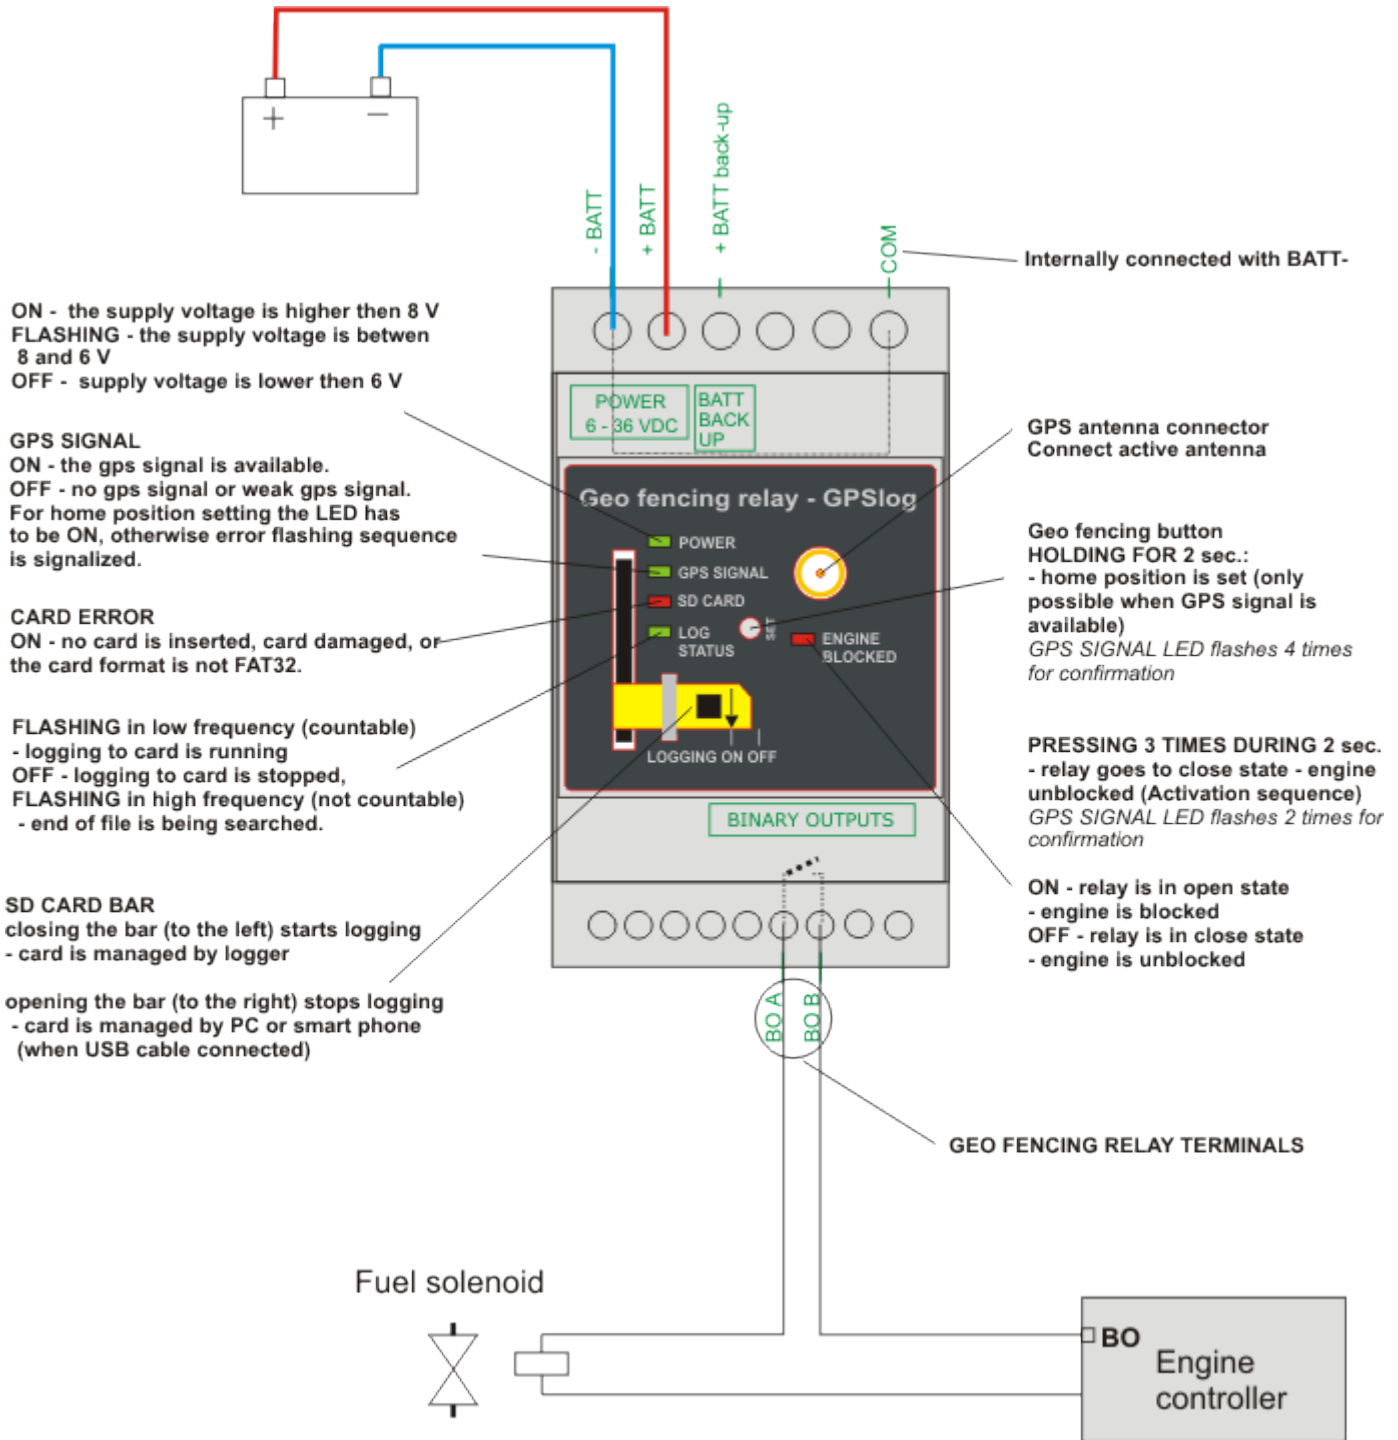 +
−
- BATT
+ BATT
+ BATT back-up
COM
Internally connected with BATT-
ON -  the supply voltage is higher then 8 V
FLASHING - the supply voltage is betwen
8 and 6 V
OFF -  supply voltage is lower then 6 V
GPS SIGNAL
ON - the gps signal is available.
OFF - no gps signal or weak gps signal.
For home position setting the LED has
to be ON, otherwise error flashing sequence
is signalized.
CARD ERROR
ON - no card is inserted, card damaged, or
the card format is not FAT32.
FLASHING in low frequency (countable)
- logging to card is running
OFF - logging to card is stopped,
FLASHING in high frequency (not countable)
- end of file is being searched.
SD CARD BAR
closing the bar (to the left) starts logging
- card is managed by logger
opening the bar (to the right) stops logging
- card is managed by PC or smart phone
(when USB cable connected)
POWER
6 - 36 VDC
BATT
BACK
UP
Geo fencing relay - GPSlog
POWER
GPS SIGNAL
SD CARD
LOG
STATUS
SET
ENGINE
BLOCKED
LOGGING ON OFF
BINARY OUTPUTS
BO A
BO B
GPS antenna connector
Connect active antenna
Geo fencing button
HOLDING FOR 2 sec.:
- home position is set (only
possible when GPS signal is
available)
GPS SIGNAL LED flashes 4 times
for confirmation
PRESSING 3 TIMES DURING 2 sec.
- relay goes to close state - engine
unblocked (Activation sequence)
GPS SIGNAL LED flashes 2 times for
confirmation
ON - relay is in open state
- engine is blocked
OFF - relay is in close state
- engine is unblocked
GEO FENCING RELAY TERMINALS
Fuel solenoid
BO
Engine
controller